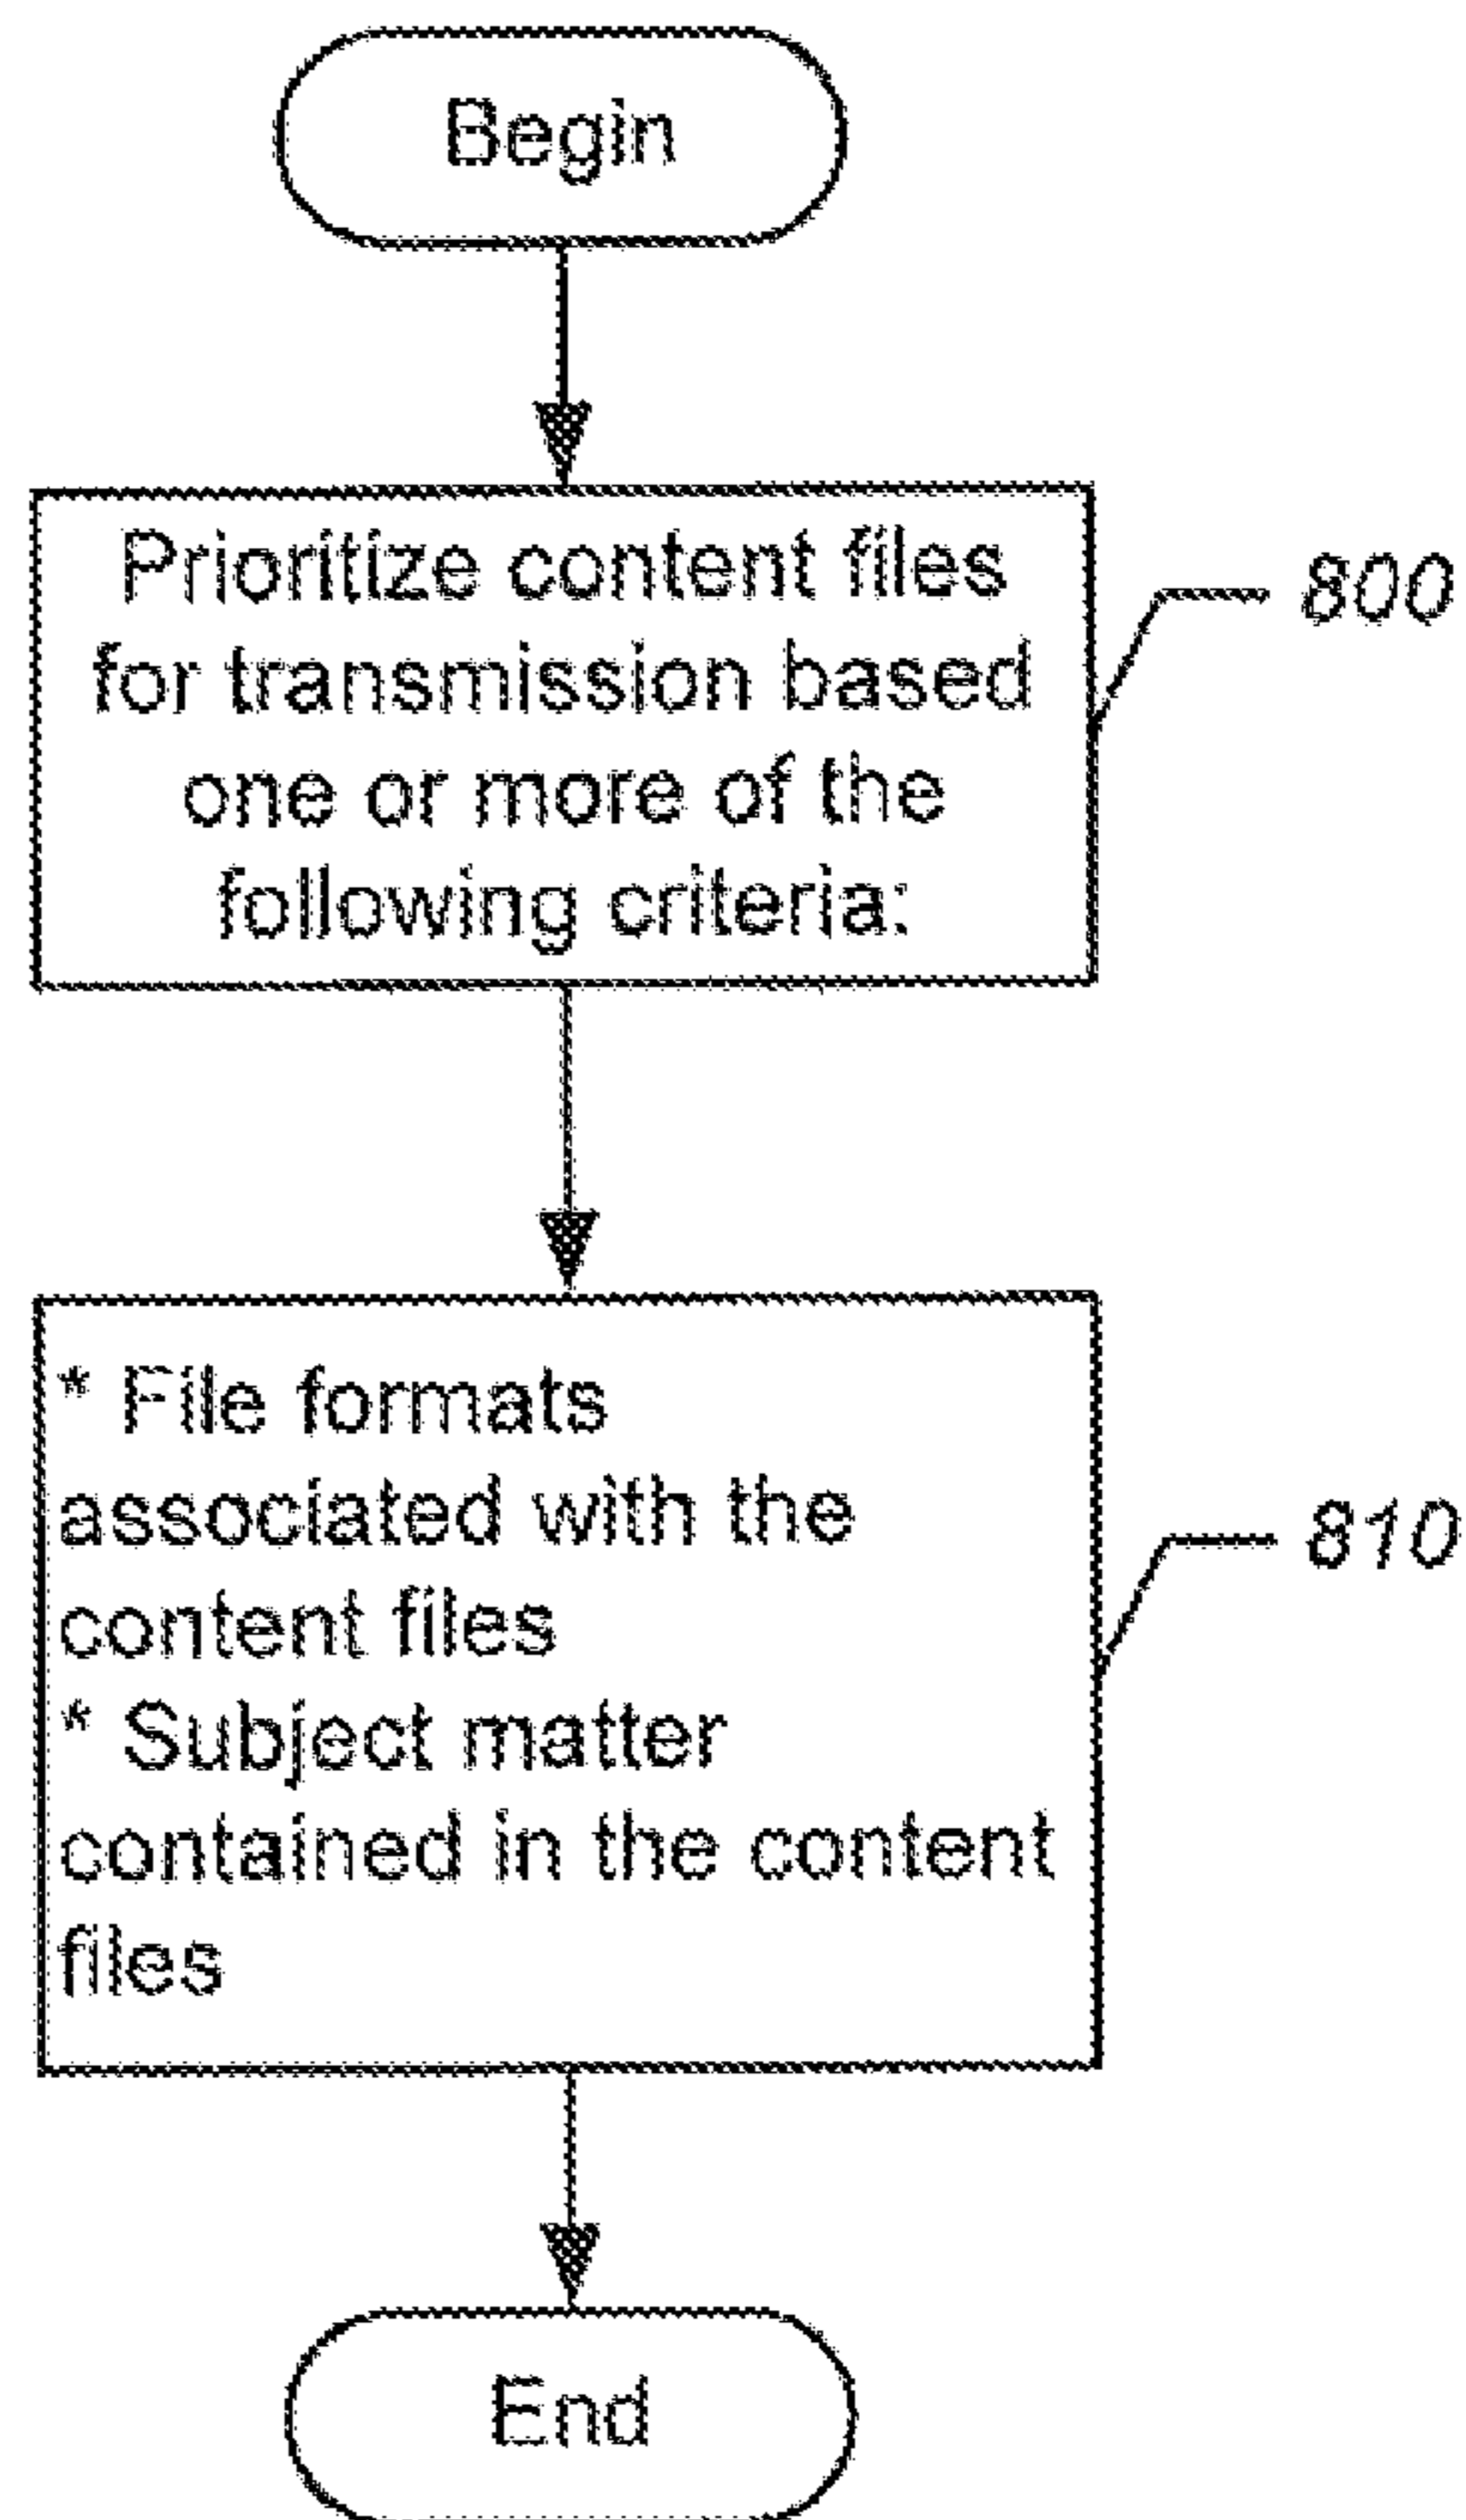 Begin
Prioritize content files
for transmission based
one or more of the
following criteria:
800
* File formats
associated with the
content files
* Subject matter
contained in the content
files
810
End